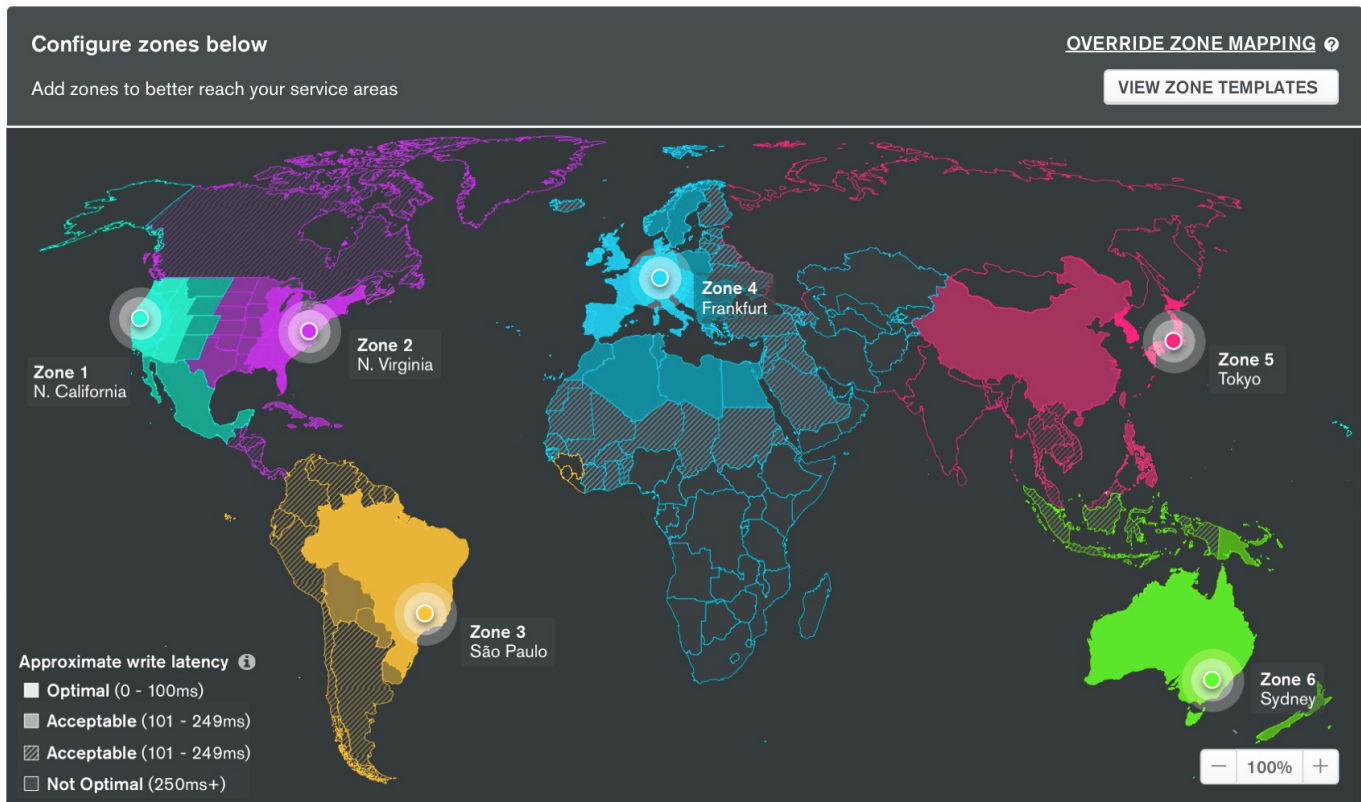 Configure zones below
OVERRIDE ZONE MAPPING ?
Add zones to better reach your service areas
VIEW ZONE TEMPLATES
Zone 1
N. California
Zone 2
N. Virginia
Zone 3
São Paulo
Zone 4
Frankfurt
Zone 5
Tokyo
Zone 6
Sydney
Approximate write latency i
Optimal (0 - 100ms)
Acceptable (101 - 249ms)
Acceptable (101 - 249ms)
Not Optimal (250ms+)
− 100% +